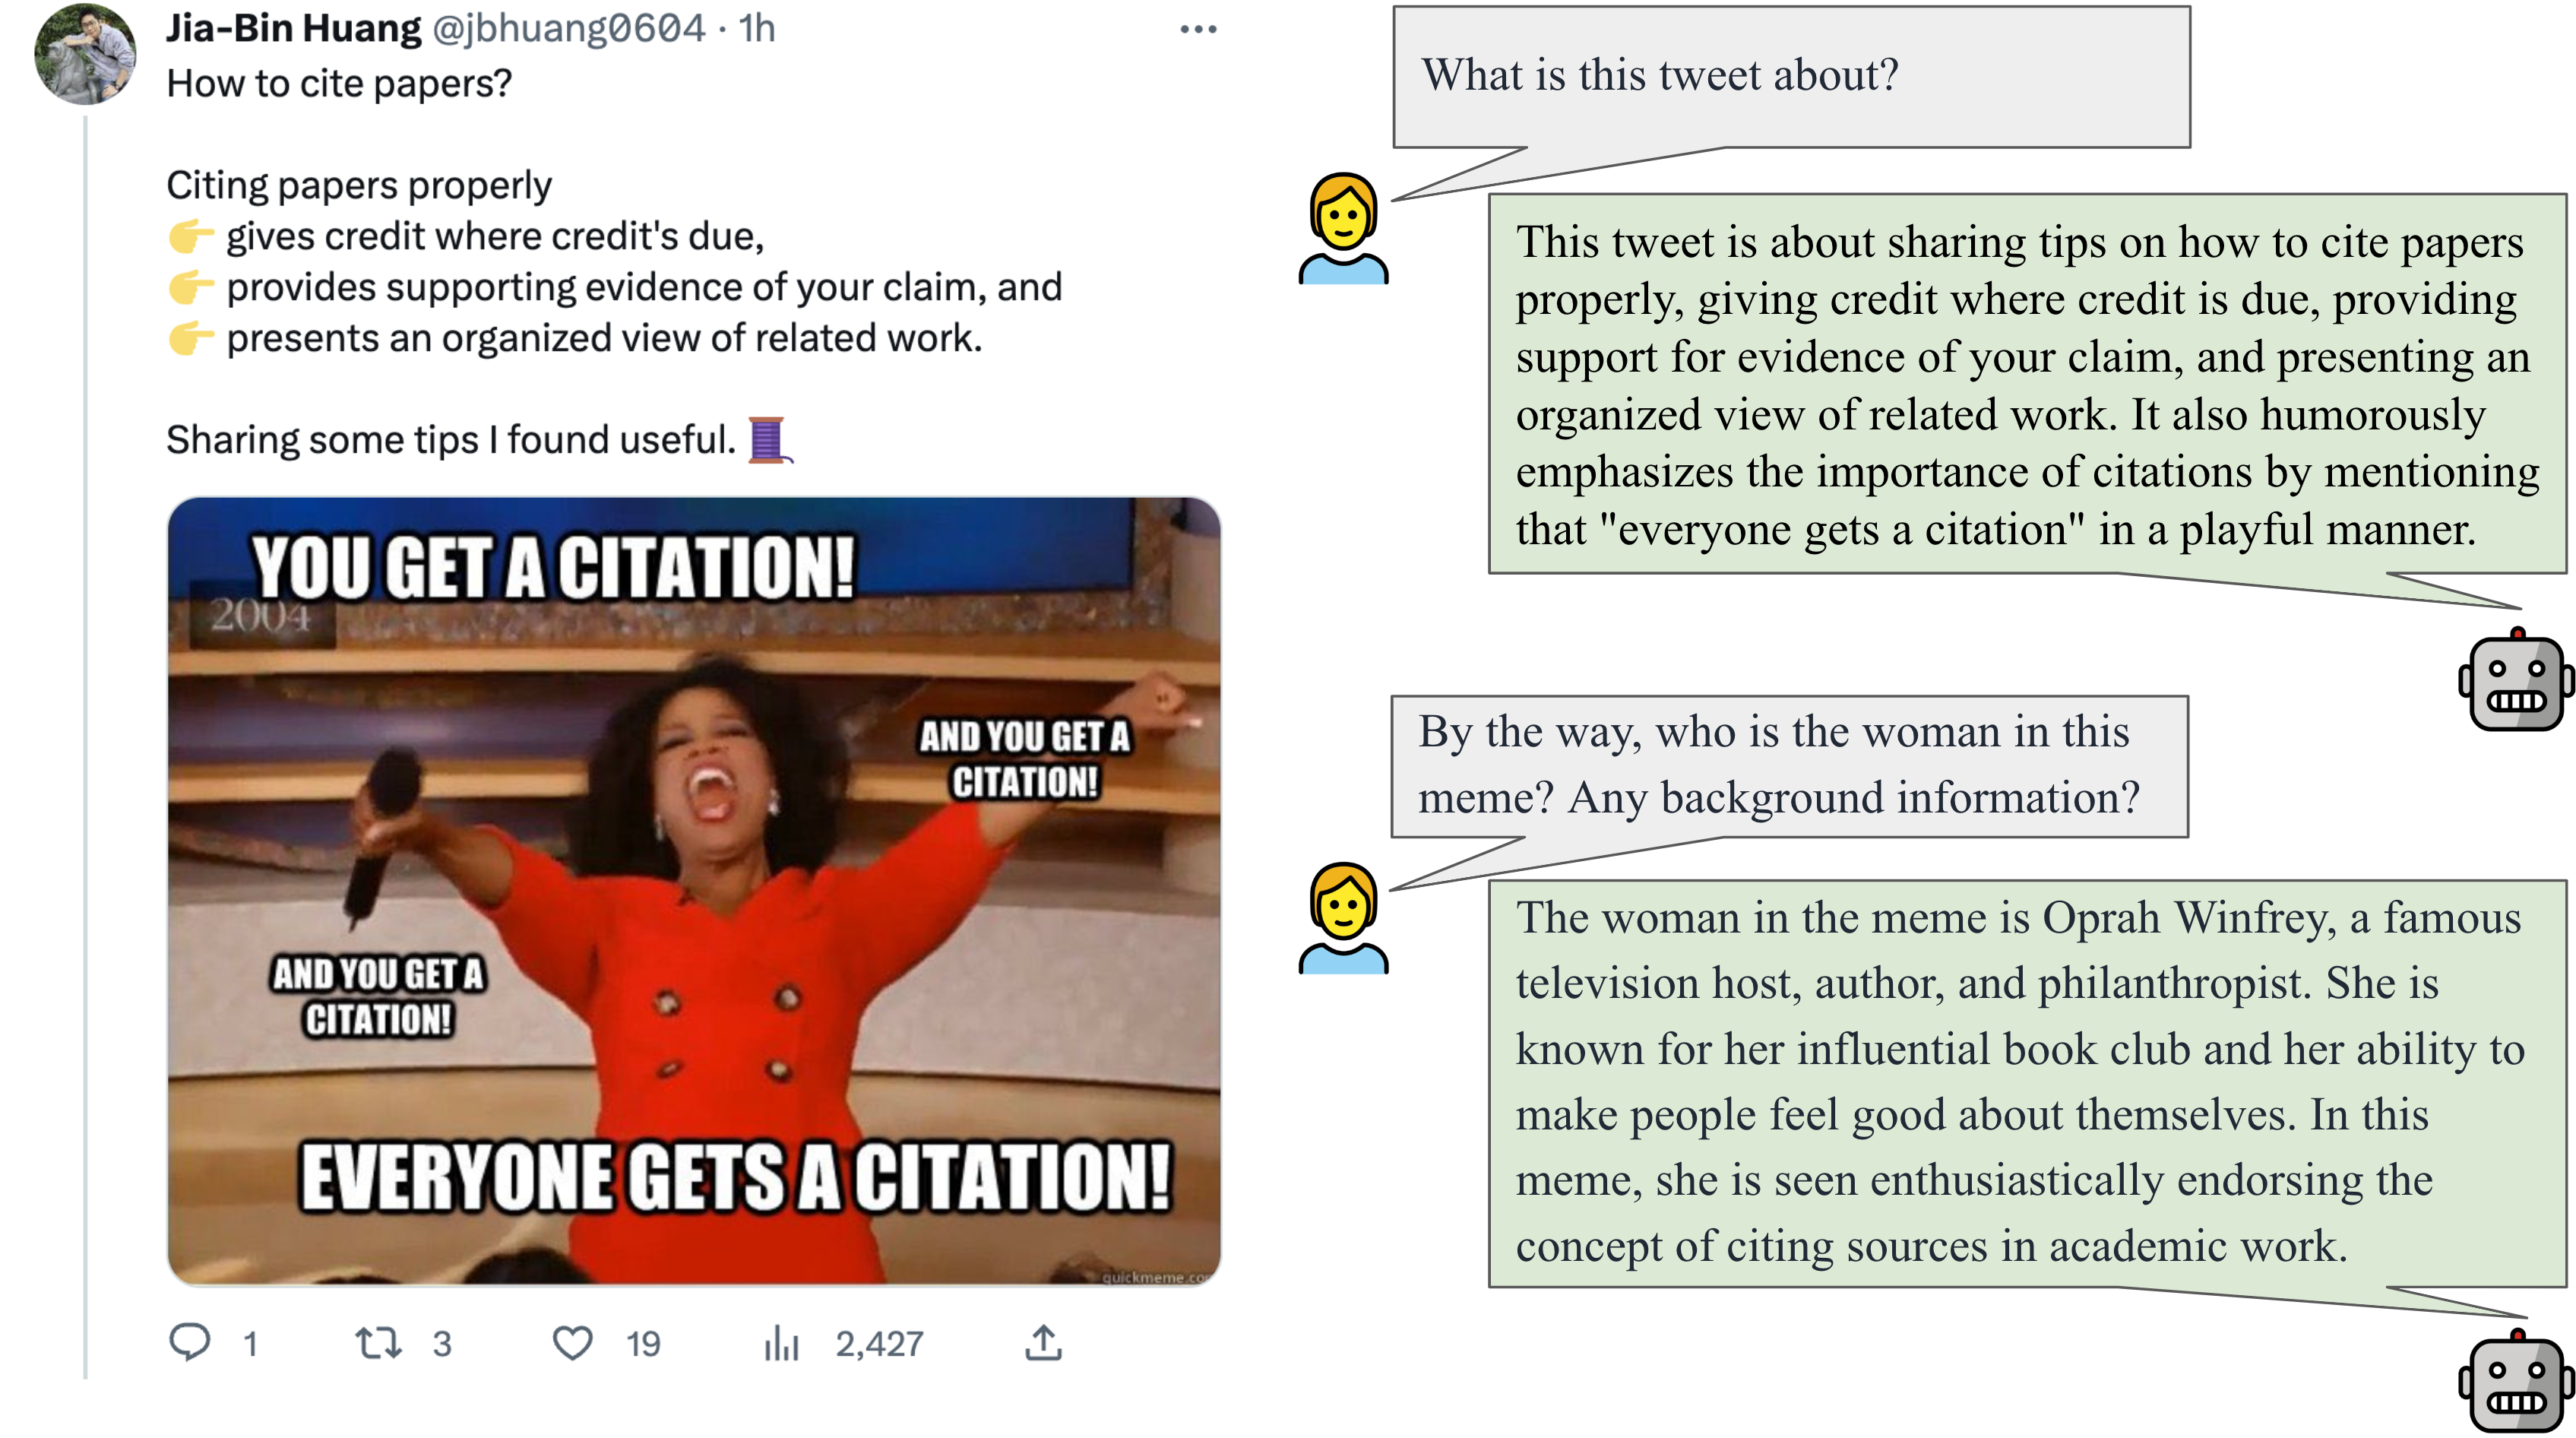 Jia-Bin Huang @jbhuang0604 · 1h
How to cite papers?
Citing papers properly
👉 gives credit where credit's due,
👉 provides supporting evidence of your claim, and
👉 presents an organized view of related work.
Sharing some tips I found useful. 🧵
YOU GET A CITATION!
2004
AND YOU GET A
CITATION!
AND YOU GET A
CITATION!
EVERYONE GETS A CITATION!
quickmeme.co
1 3 19 2,427
What is this tweet about?
This tweet is about sharing tips on how to cite papers
properly, giving credit where credit is due, providing
support for evidence of your claim, and presenting an
organized view of related work. It also humorously
emphasizes the importance of citations by mentioning
that "everyone gets a citation" in a playful manner.
By the way, who is the woman in this
meme? Any background information?
The woman in the meme is Oprah Winfrey, a famous
television host, author, and philanthropist. She is
known for her influential book club and her ability to
make people feel good about themselves. In this
meme, she is seen enthusiastically endorsing the
concept of citing sources in academic work.